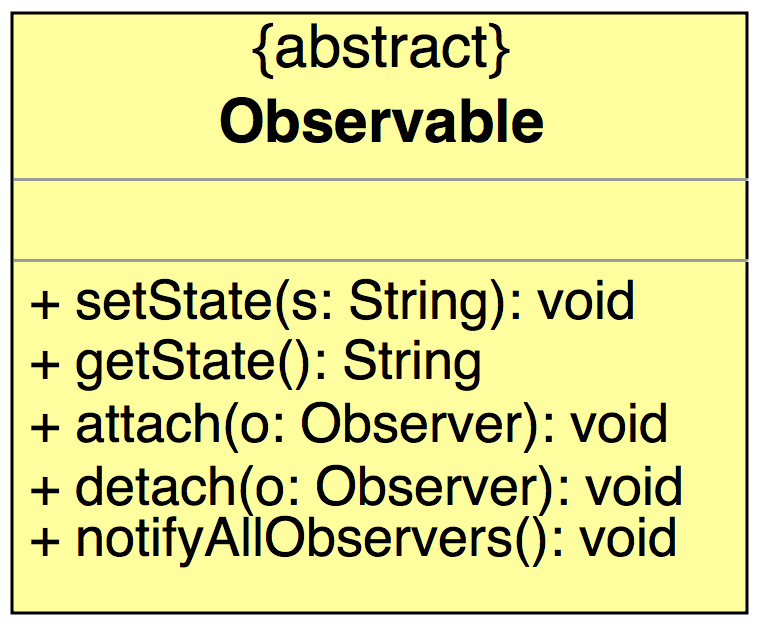 {abstract}
Observable
+ setState(s: String): void
+ getState(): String
+ attach(o: Observer): void
+ detach(o: Observer): void
+ notifyAllObservers(): void